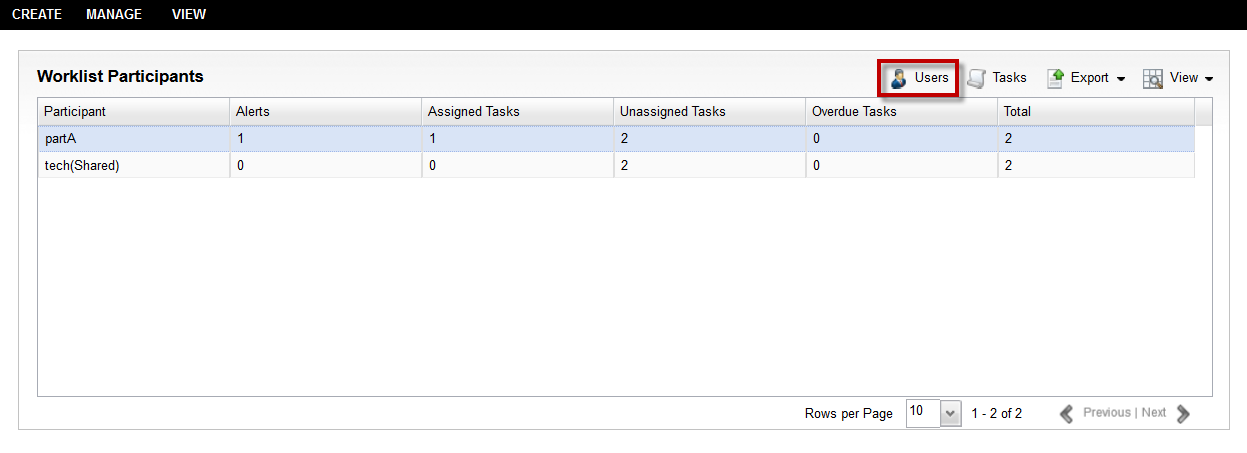 CREATE MANAGE VIEW
Worklist Participants Users Tasks Export View
Participant Alerts Assigned Tasks Unassigned Tasks Overdue Tasks Total
partA 1 1 2 0 2
tech(Shared) 0 0 2 0 2
Rows per Page 10 1 - 2 of 2 Previous | Next